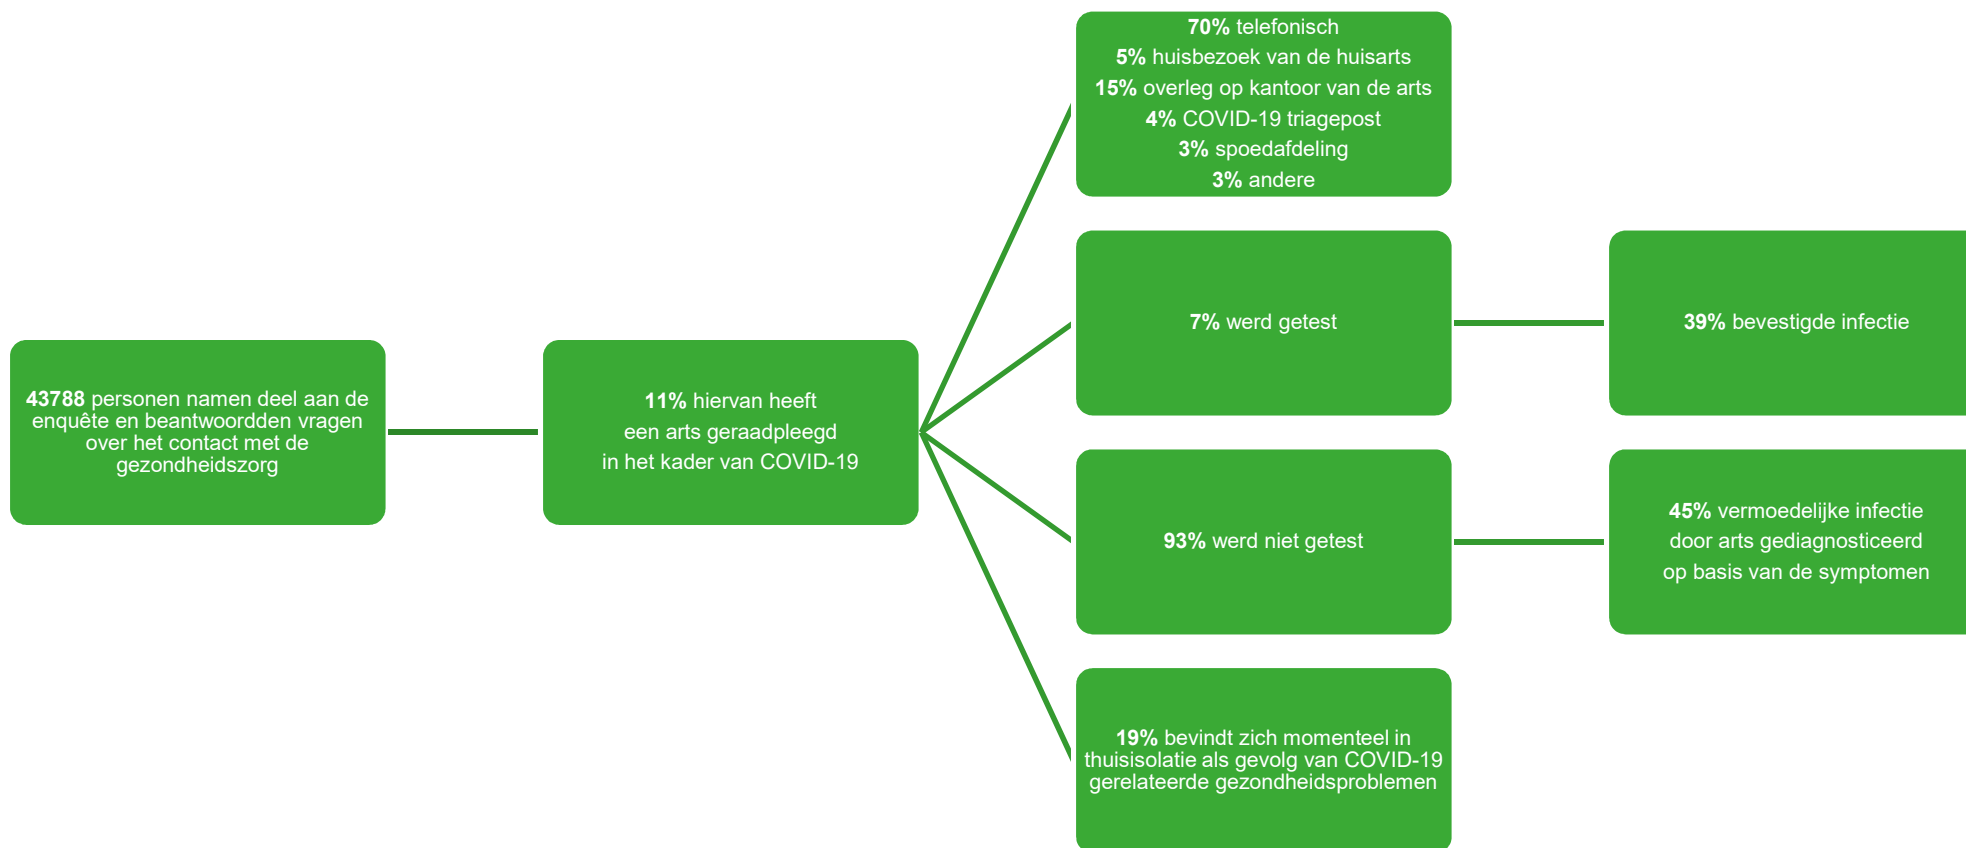 43788 personen namen deel aan de
enquête en beantwoordden vragen
over het contact met de
gezondheidszorg
11% hiervan heeft
een arts geraadpleegd
in het kader van COVID-19
70% telefonisch
5% huisbezoek van de huisarts
15% overleg op kantoor van de arts
4% COVID-19 triagepost
3% spoedafdeling
3% andere
7% werd getest
39% bevestigde infectie
93% werd niet getest
45% vermoedelijke infectie
door arts gediagnosticeerd
op basis van de symptomen
19% bevindt zich momenteel in
thuisisolatie als gevolg van COVID-19
gerelateerde gezondheidsproblemen